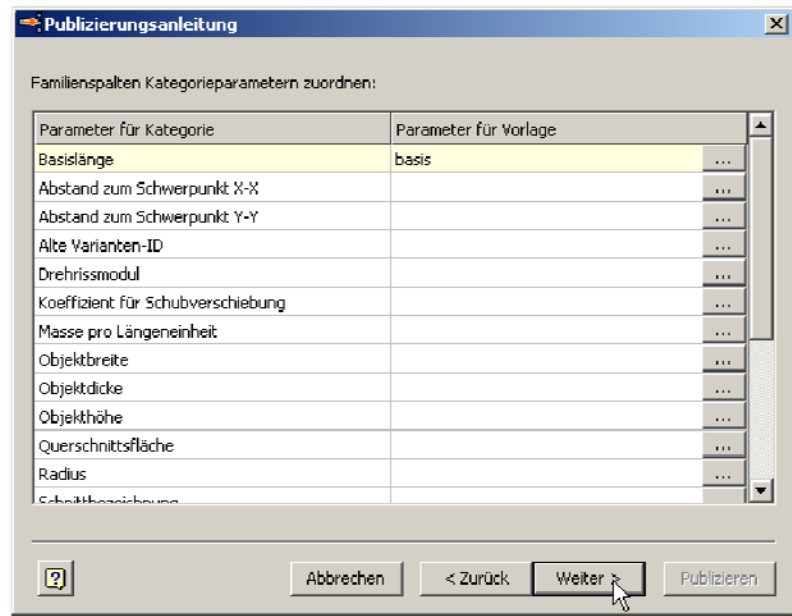 Publizierungsanleitung
Familienspalten Kategorieparametern zuordnen:
Parameter für Kategorie Parameter für Vorlage
Basislänge basis ...
Abstand zum Schwerpunkt X-X ...
Abstand zum Schwerpunkt Y-Y ...
Alte Varianten-ID ...
Drehrissmodul ...
Koeffizient für Schubverschiebung ...
Masse pro Längeneinheit ...
Objektbreite ...
Objektdicke ...
Objekthöhe ...
Querschnittsfläche ...
Radius ...
Schnittbezeichnung
Abbrechen < Zurück Weiter > Publizieren